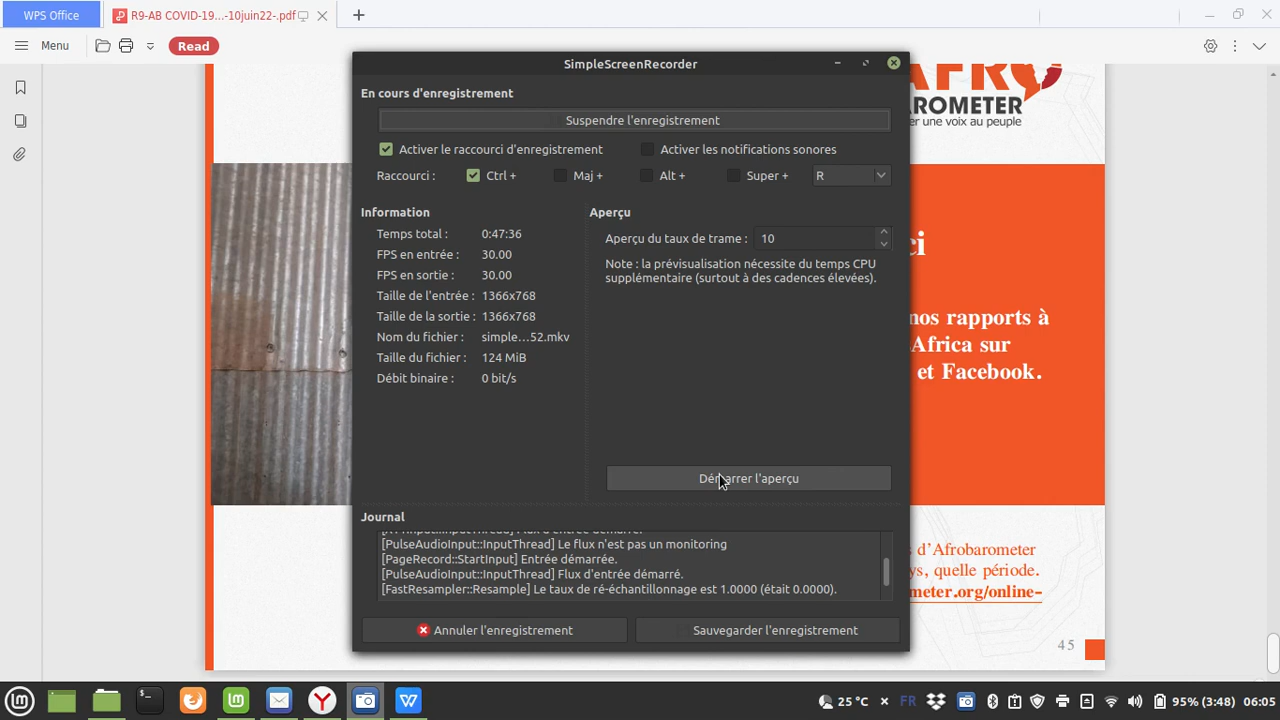 WPS Office
R9-AB COVID-19...-10juin22-.pdf
Menu
Read
SimpleScreenRecorder
En cours d'enregistrement
Suspendre l'enregistrement
Activer le raccourci d'enregistrement
Activer les notifications sonores
Raccourci :
Ctrl +
Maj +
Alt +
Super +
R
Information
Temps total : 0:47:36
FPS en entrée : 30.00
FPS en sortie : 30.00
Taille de l'entrée : 1366x768
Taille de la sortie : 1366x768
Nom du fichier : simple...52.mkv
Taille du fichier : 124 MiB
Débit binaire : 0 bit/s
Aperçu
Aperçu du taux de trame : 10
Note : la prévisualisation nécessite du temps CPU
supplémentaire (surtout à des cadences élevées).
Démarrer l'aperçu
Journal
[PulseAudioInput::InputThread] Le flux n'est pas un monitoring
[PageRecord::StartInput] Entrée démarrée.
[PulseAudioInput::InputThread] Flux d'entrée démarré.
[FastResampler::Resample] Le taux de ré-échantillonnage est 1.0000 (était 0.0000).
Annuler l'enregistrement
Sauvegarder l'enregistrement
AFRO
AROMETER
er une voix au peuple
ci
nos rapports à
Africa sur
et Facebook.
s d'Afrobarometer
ys, quelle période.
meter.org/online-
45
25 °C
FR
95% (3:48)
06:05